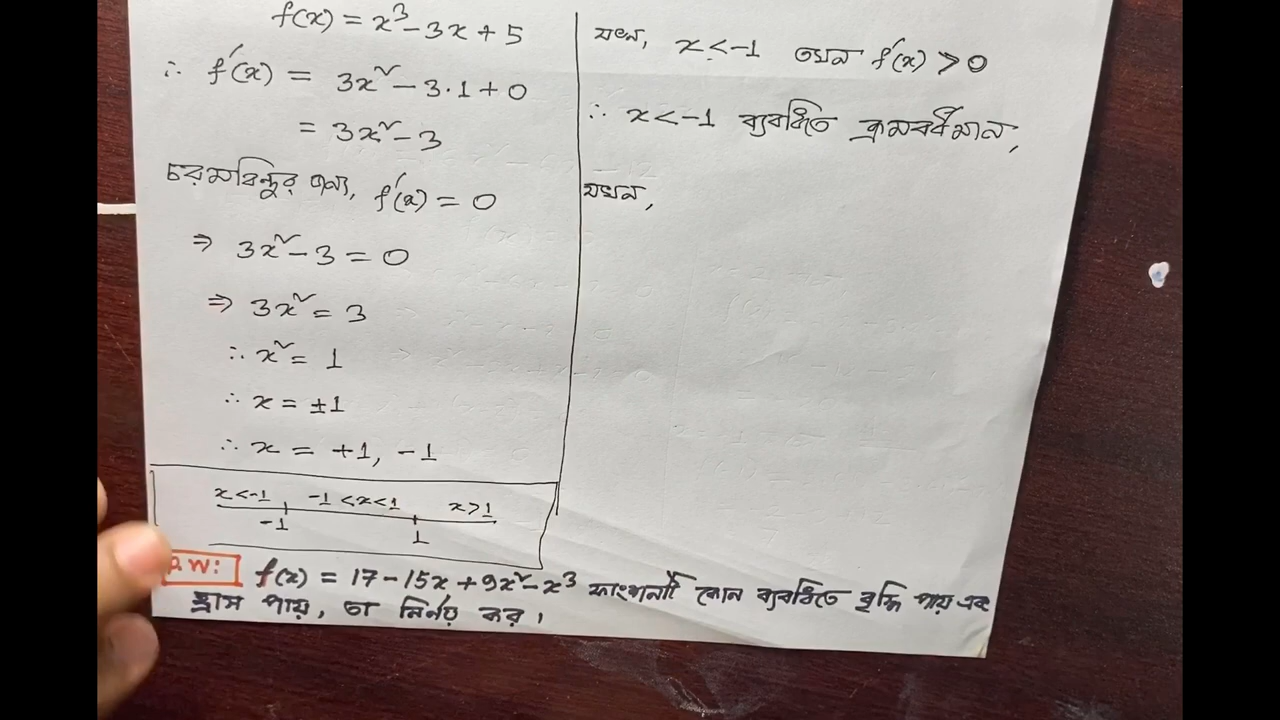 f(x) = x³ - 3x + 5
∴ f′(x) = 3x² - 3·1 + 0
= 3x² - 3
চরমবিন্দুর জন্য, f′(x) = 0
⇒ 3x² - 3 = 0
⇒ 3x² = 3
∴ x² = 1
∴ x = ±1
∴ x = +1, -1
x < -1 -1 < x < 1 x > 1
-1 1
যখন, x < -1 তখন f′(x) > 0
∴ x < -1 ব্যবধিতে ক্রমবর্ধমান,
যখন,
W: f(x) = 17 - 15x + 9x² - x³ ফাংশনটি কোন ব্যবধিতে বৃদ্ধি পায় এবং
হ্রাস পায়, তা নির্ণয় কর।